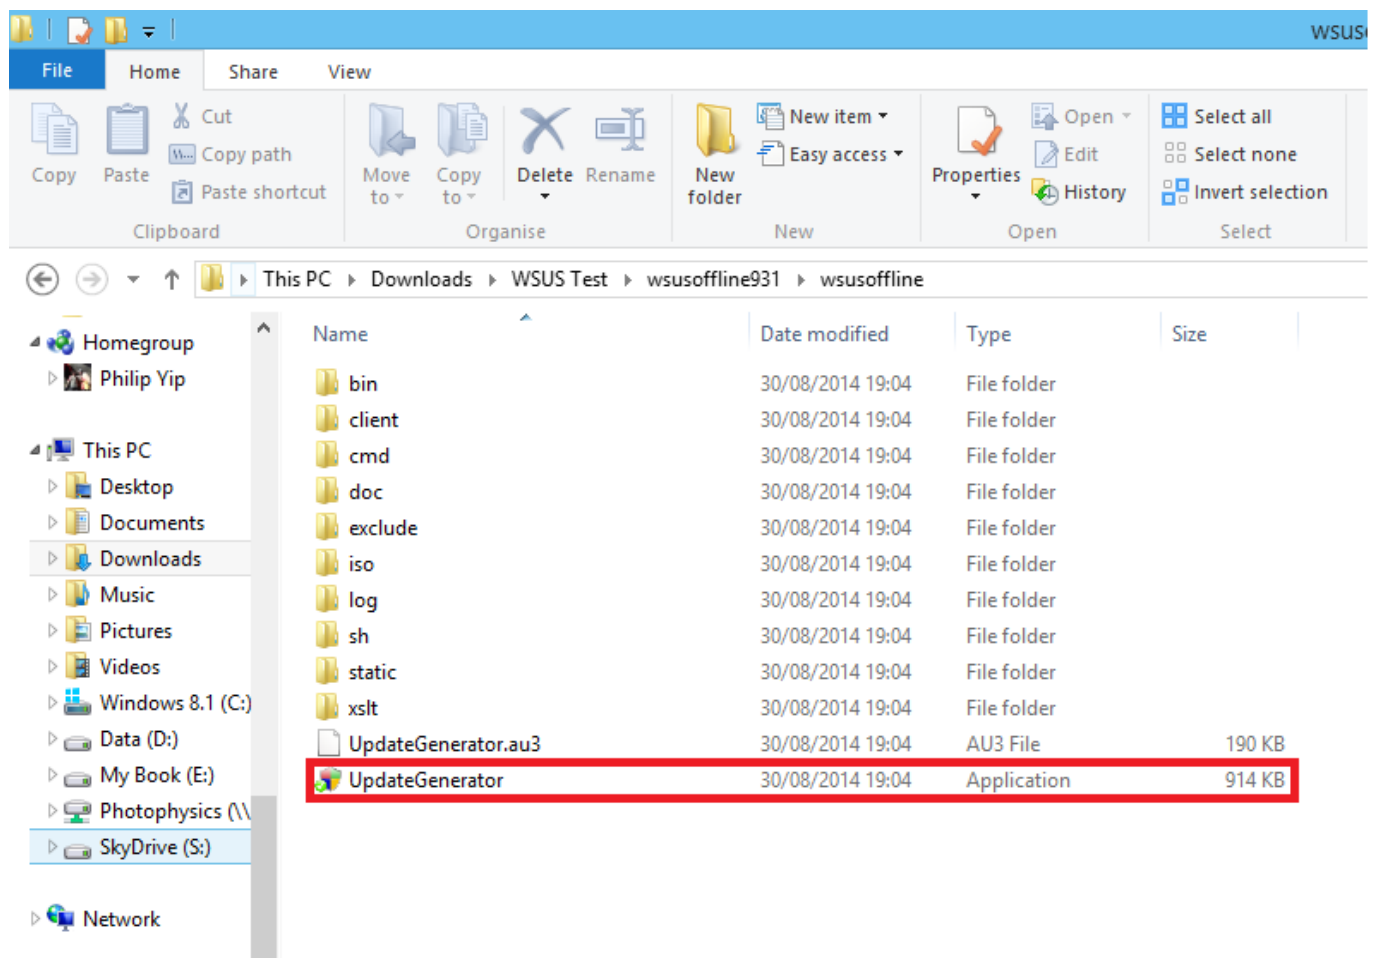 wsuso
File Home Share View
Copy
Paste
Cut
Copy path
Paste shortcut
Clipboard
Move to
Copy to
Delete
Rename
Organise
New folder
New item
Easy access
New
Properties
Open
Edit
History
Open
Select all
Select none
Invert selection
Select
This PC Downloads WSUS Test wsusoffline931 wsusoffline
Homegroup
Philip Yip
This PC
Desktop
Documents
Downloads
Music
Pictures
Videos
Windows 8.1 (C:)
Data (D:)
My Book (E:)
Photophysics (\\
SkyDrive (S:)
Network
Name Date modified Type Size
bin 30/08/2014 19:04 File folder
client 30/08/2014 19:04 File folder
cmd 30/08/2014 19:04 File folder
doc 30/08/2014 19:04 File folder
exclude 30/08/2014 19:04 File folder
iso 30/08/2014 19:04 File folder
log 30/08/2014 19:04 File folder
sh 30/08/2014 19:04 File folder
static 30/08/2014 19:04 File folder
xslt 30/08/2014 19:04 File folder
UpdateGenerator.au3 30/08/2014 19:04 AU3 File 190 KB
UpdateGenerator 30/08/2014 19:04 Application 914 KB